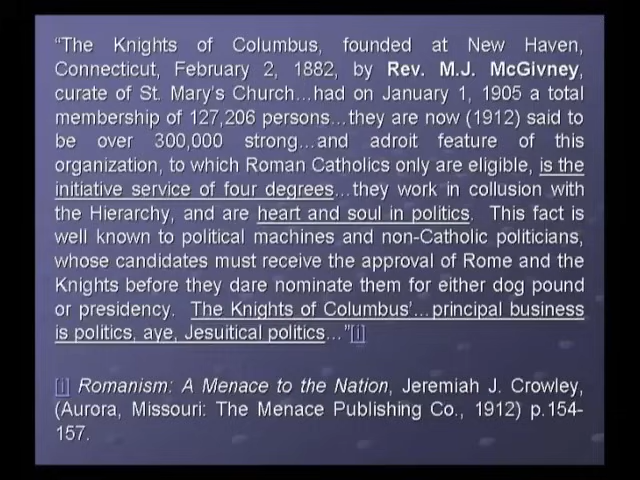 “The Knights of Columbus, founded at New Haven,
Connecticut, February 2, 1882, by Rev. M.J. McGivney,
curate of St. Mary’s Church…had on January 1, 1905 a total
membership of 127,206 persons…they are now (1912) said to
be over 300,000 strong…and adroit feature of this
organization, to which Roman Catholics only are eligible, is the
initiative service of four degrees…they work in collusion with
the Hierarchy, and are heart and soul in politics. This fact is
well known to political machines and non-Catholic politicians,
whose candidates must receive the approval of Rome and the
Knights before they dare nominate them for either dog pound
or presidency. The Knights of Columbus’…principal business
is politics, aye, Jesuitical politics…”[i]
[i] Romanism: A Menace to the Nation, Jeremiah J. Crowley,
(Aurora, Missouri: The Menace Publishing Co., 1912) p.154-
157.